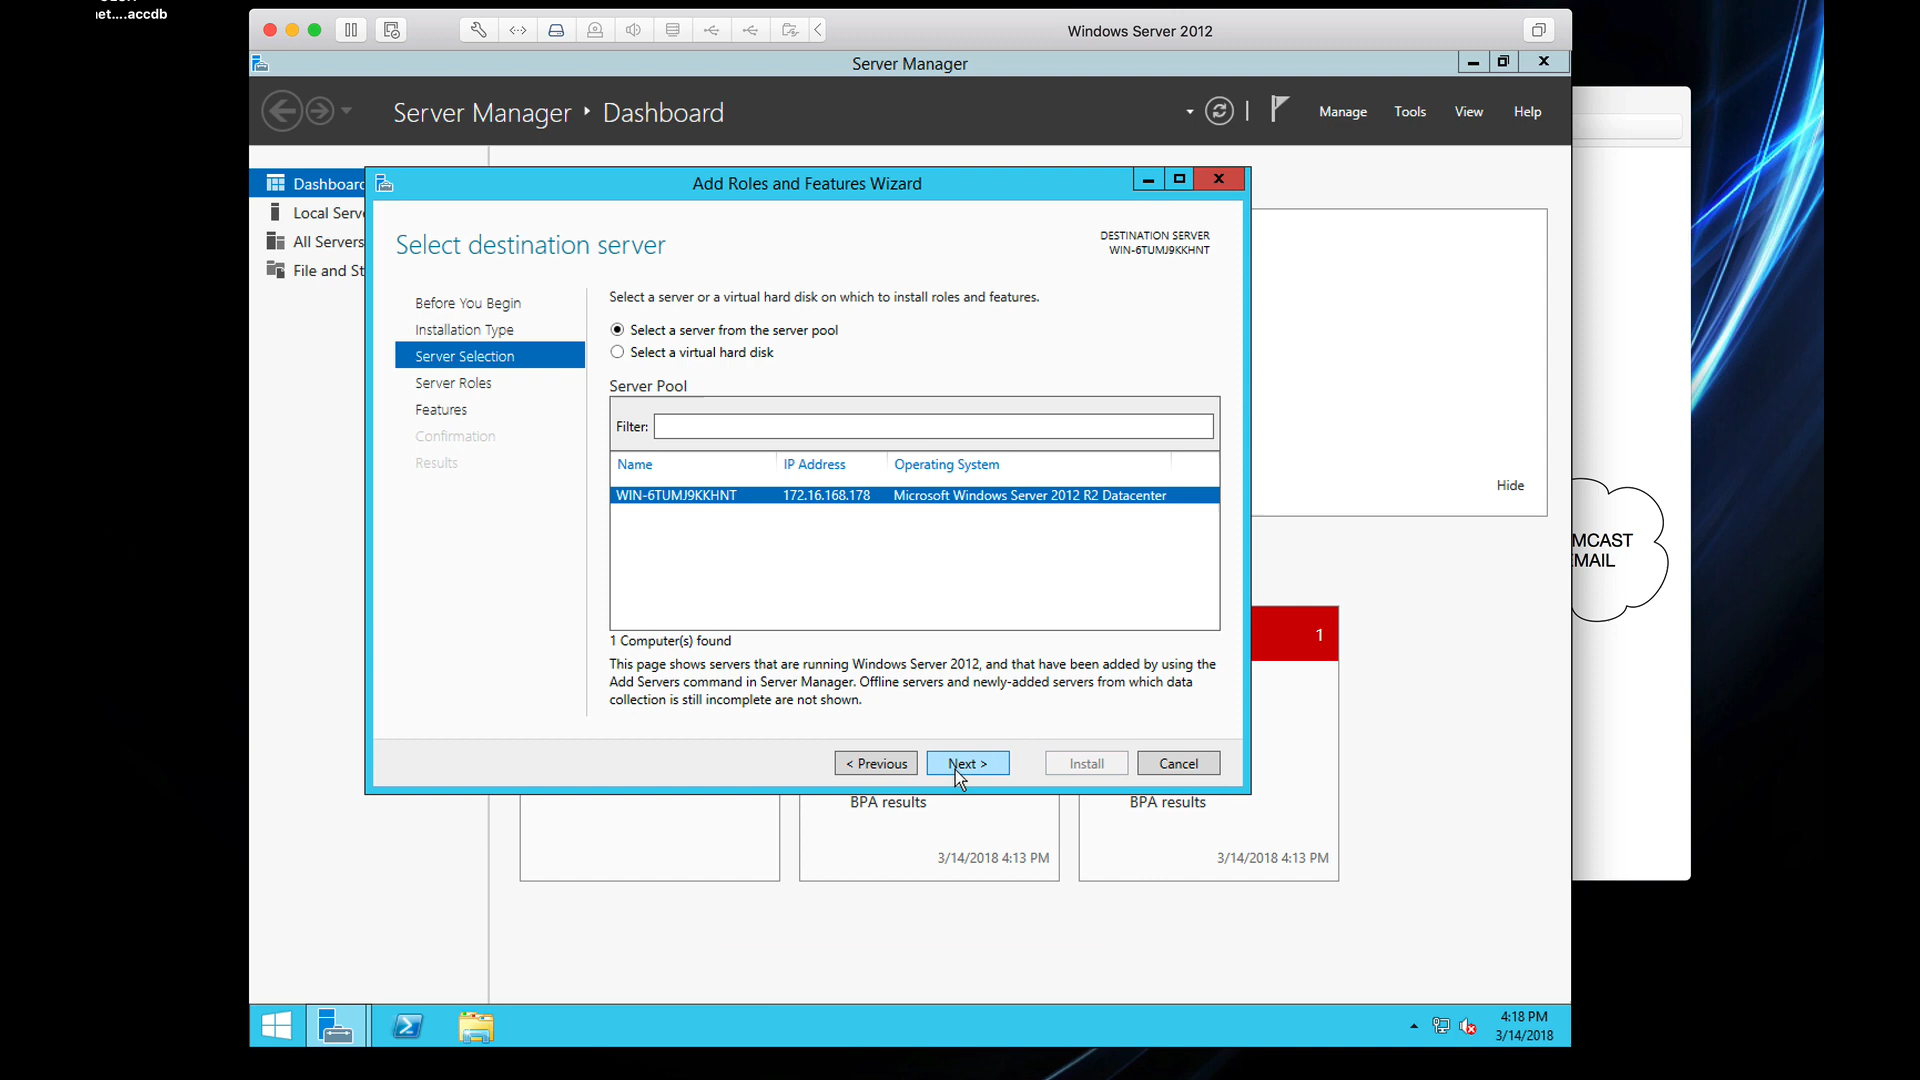 et....accdb
Windows Server 2012
Server Manager
Server Manager ‣ Dashboard
Manage
Tools
View
Help
Dashboard
Local Serve
All Servers
File and St
Add Roles and Features Wizard
Select destination server
DESTINATION SERVER
WIN-6TUMJ9KKHNT
Before You Begin
Installation Type
Server Selection
Server Roles
Features
Confirmation
Results
Select a server or a virtual hard disk on which to install roles and features.
Select a server from the server pool
Select a virtual hard disk
Server Pool
Filter:
Name IP Address Operating System
WIN-6TUMJ9KKHNT 172.16.168.178 Microsoft Windows Server 2012 R2 Datacenter
1 Computer(s) found
This page shows servers that are running Windows Server 2012, and that have been added by using the
Add Servers command in Server Manager. Offline servers and newly-added servers from which data
collection is still incomplete are not shown.
< Previous
Next >
Install
Cancel
Hide
MCAST
EMAIL
1
BPA results
3/14/2018 4:13 PM
BPA results
3/14/2018 4:13 PM
4:18 PM
3/14/2018